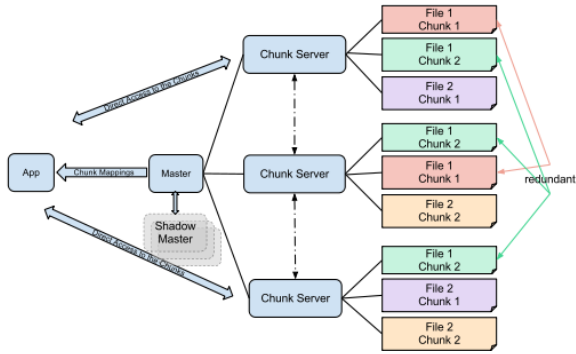 File 1
Chunk 1
Chunk Server
File 1
Chunk 2
File 2
Chunk 1
Direct Access to the Chunks
File 1
Chunk 2
App
Chunk Mappings
Master
Chunk Server
File 1
Chunk 1
redundant
File 2
Chunk 2
Shadow
Master
Direct Access to the Chunks
File 1
Chunk 2
Chunk Server
File 2
Chunk 1
File 2
Chunk 2